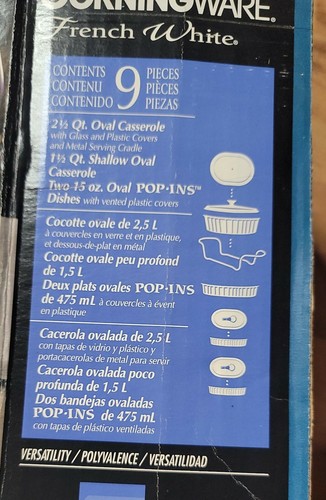 CORNINGWARE®
French White®
CONTENTS
CONTENU
CONTENIDO
9
PIECES
PIÈCES
PIEZAS
2½ Qt. Oval Casserole
with Glass and Plastic Covers
and Metal Serving Cradle
1½ Qt. Shallow Oval
Casserole
Two 15 oz. Oval POP·INS™
Dishes with vented plastic covers
Cocotte ovale de 2,5 L
à couvercles en verre et en plastique,
et dessous-de-plat en métal
Cocotte ovale peu profond
de 1,5 L
Deux plats ovales POP·INS
de 475 mL à couvercles à évent
en plastique
Cacerola ovalada de 2,5 L
con tapas de vidrio y plástico y
portacacerolas de metal para servir
Cacerola ovalada poco
profunda de 1,5 L
Dos bandejas ovaladas
POP·INS de 475 mL
con tapas de plástico ventiladas
VERSATILITY / POLYVALENCE / VERSATILIDAD